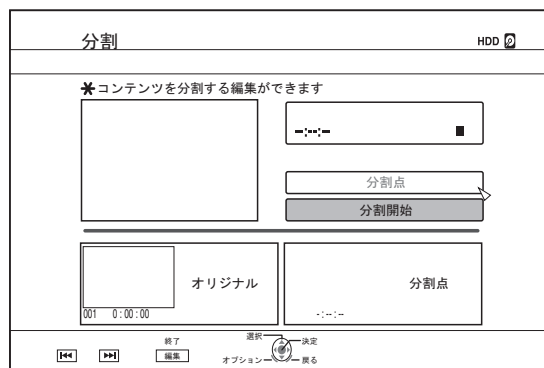 分割
HDD
✱コンテンツを分割する編集ができます
-:--:-
分割点
分割開始
オリジナル
001 0:00:00
分割点
-:--:--
終了
編集
選択
決定
オプション
戻る